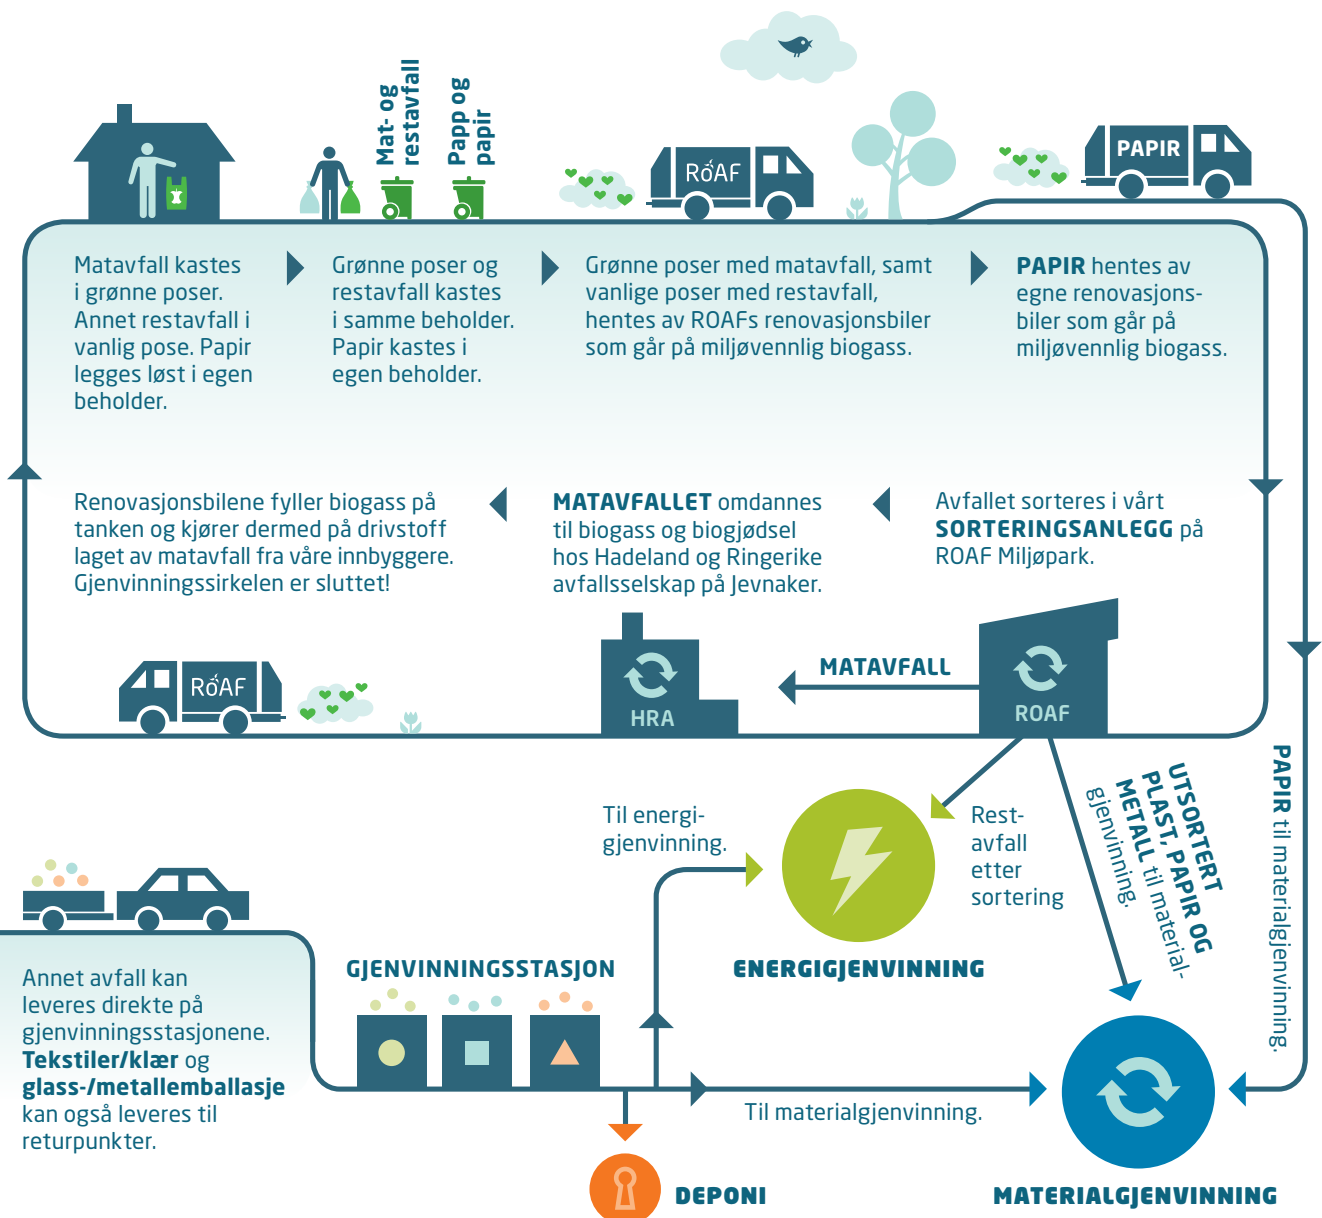 Mat- og
restavfall
Papp og
papir
RoAF
PAPIR
Matavfall kastes
i grønne poser.
Annet restavfall i
vanlig pose. Papir
legges løst i egen
beholder.
Grønne poser og
restavfall kastes
i samme beholder.
Papir kastes i
egen beholder.
Grønne poser med matavfall, samt
vanlige poser med restavfall,
hentes av ROAFs renovasjonsbiler
som går på miljøvennlig biogass.
PAPIR hentes av
egne renovasjons-
biler som går på
miljøvennlig biogass.
Renovasjonsbilene fyller biogass på
tanken og kjører dermed på drivstoff
laget av matavfall fra våre innbyggere.
Gjenvinningssirkelen er sluttet!
MATAVFALLET omdannes
til biogass og biogjødsel
hos Hadeland og Ringerike
avfallsselskap på Jevnaker.
Avfallet sorteres i vårt
SORTERINGSANLEGG på
ROAF Miljøpark.
RoAF
HRA
MATAVFALL
ROAF
Til energi-
gjenvinning.
Rest-
avfall
etter
sortering
UTSORTERT
PLAST, PAPIR OG
METALL til material-
gjenvinning.
PAPIR til materialgjenvinning.
Annet avfall kan
leveres direkte på
gjenvinningsstasjonene.
Tekstiler/klær og
glass-/metallemballasje
kan også leveres til
returpunkter.
GJENVINNINGSSTASJON
ENERGIGJENVINNING
Til materialgjenvinning.
DEPONI
MATERIALGJENVINNING